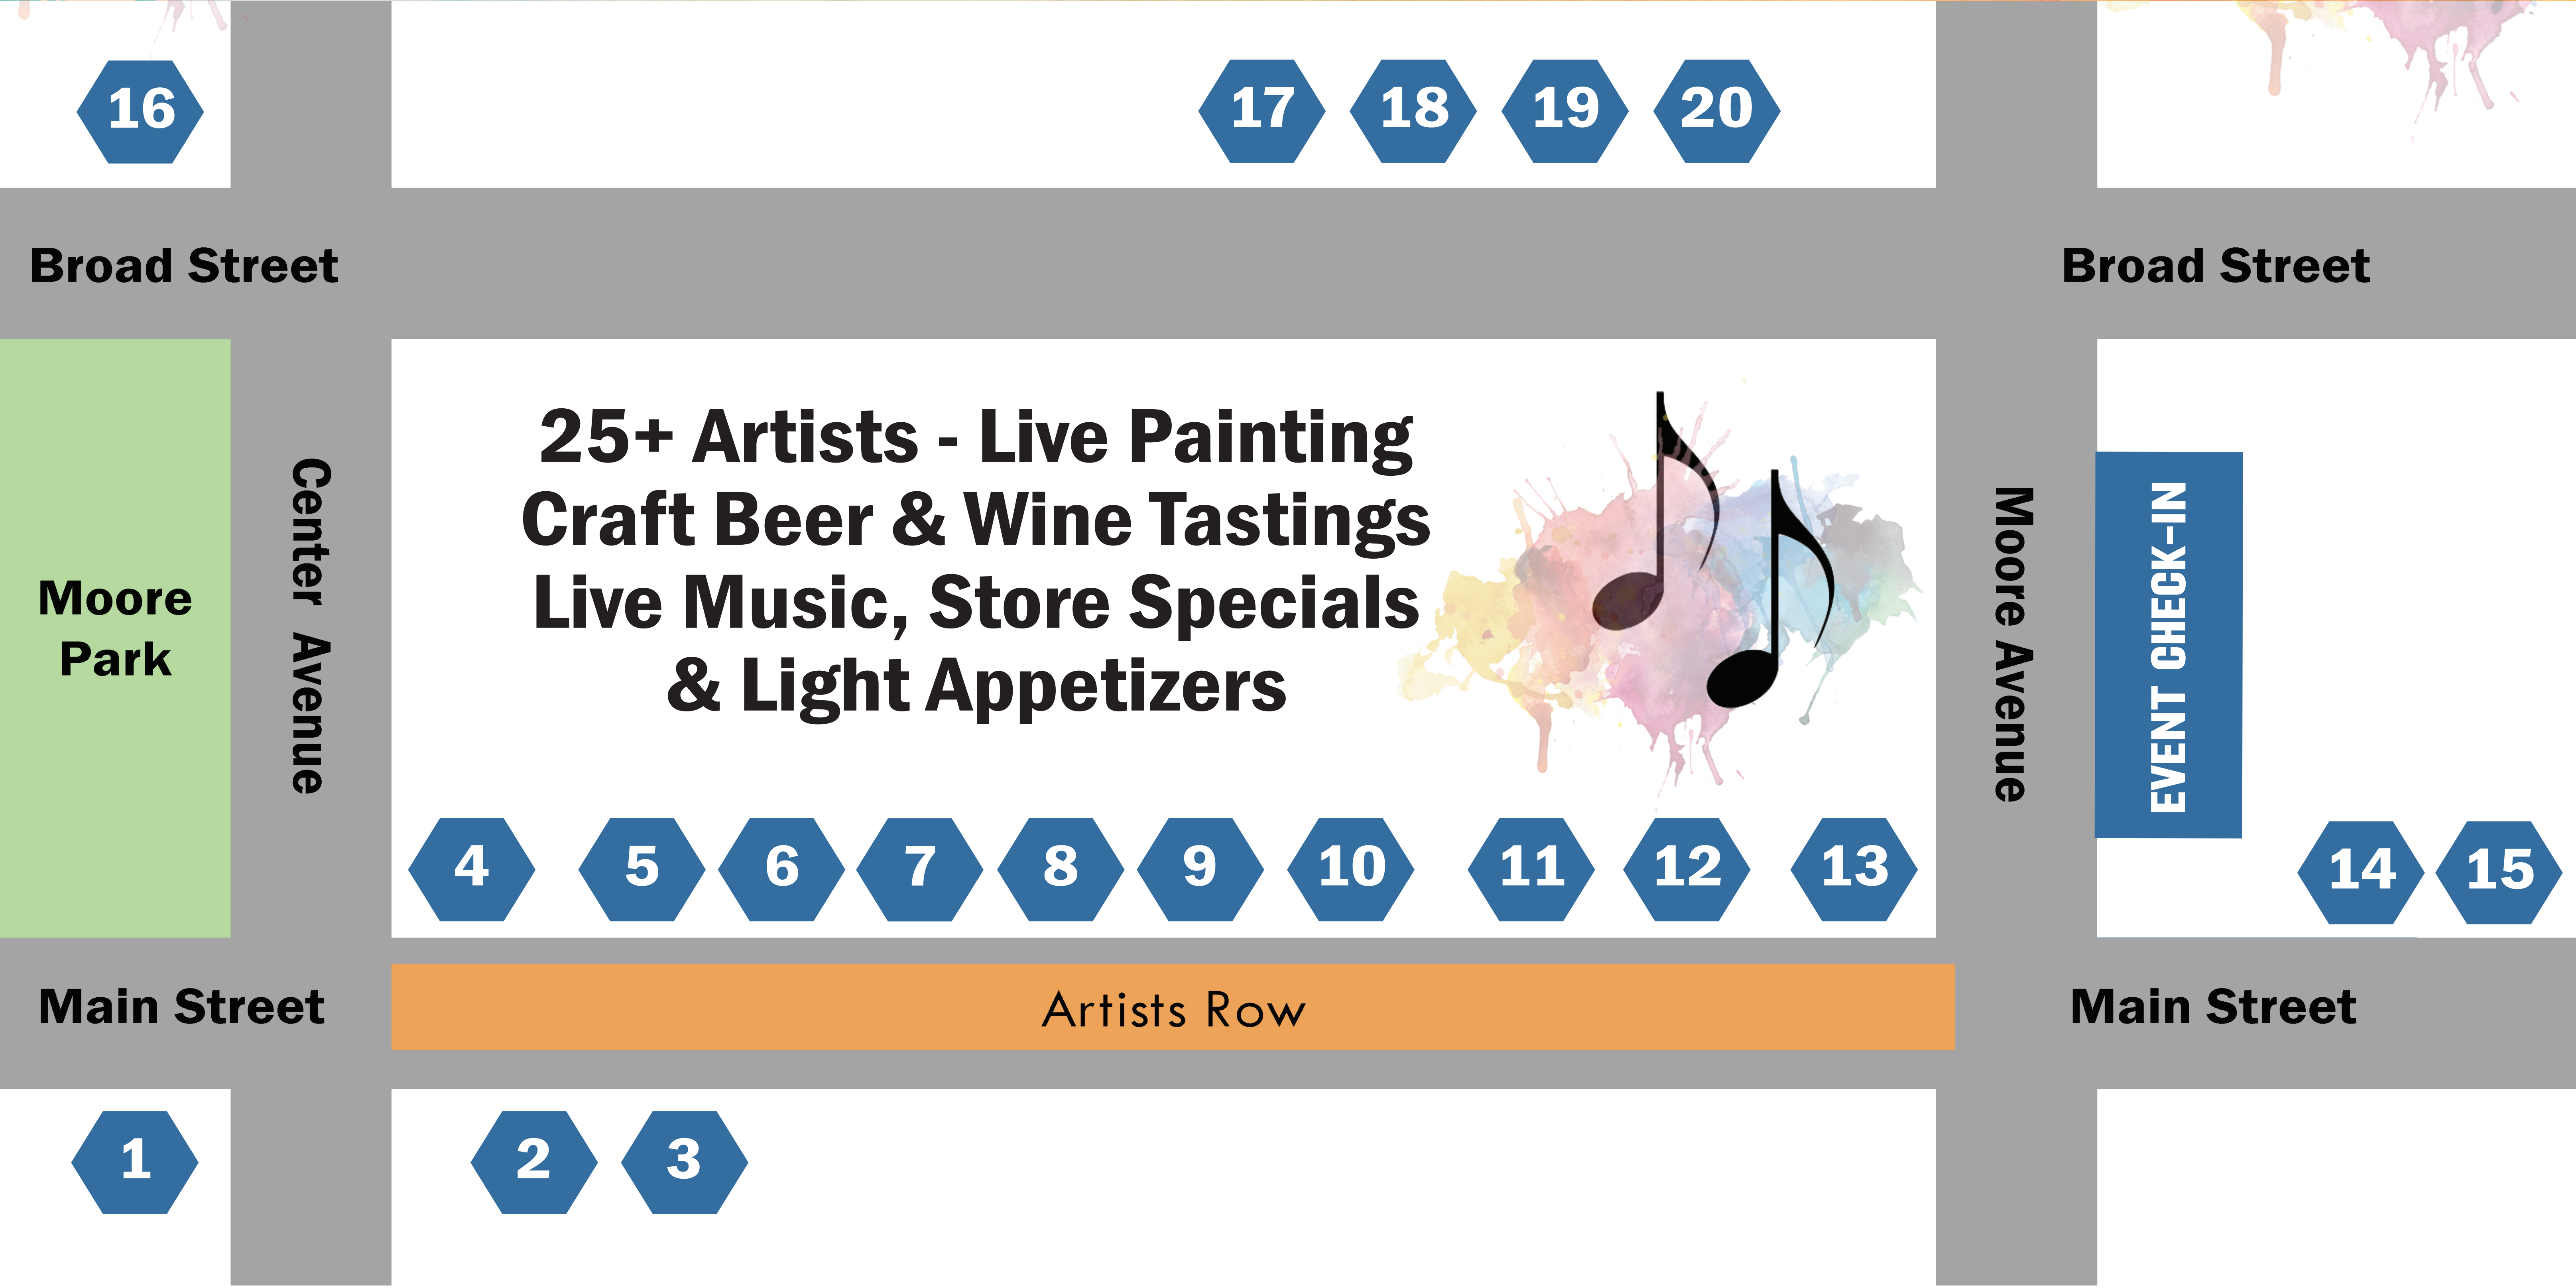 16
17 18 19 20
Broad Street
Broad Street
25+ Artists - Live Painting
Craft Beer & Wine Tastings
Live Music, Store Specials
& Light Appetizers
Moore
Park
Center Avenue
Moore Avenue
EVENT CHECK-IN
4 5 6 7 8 9 10 11 12 13
14 15
Main Street
Artists Row
Main Street
1
2 3